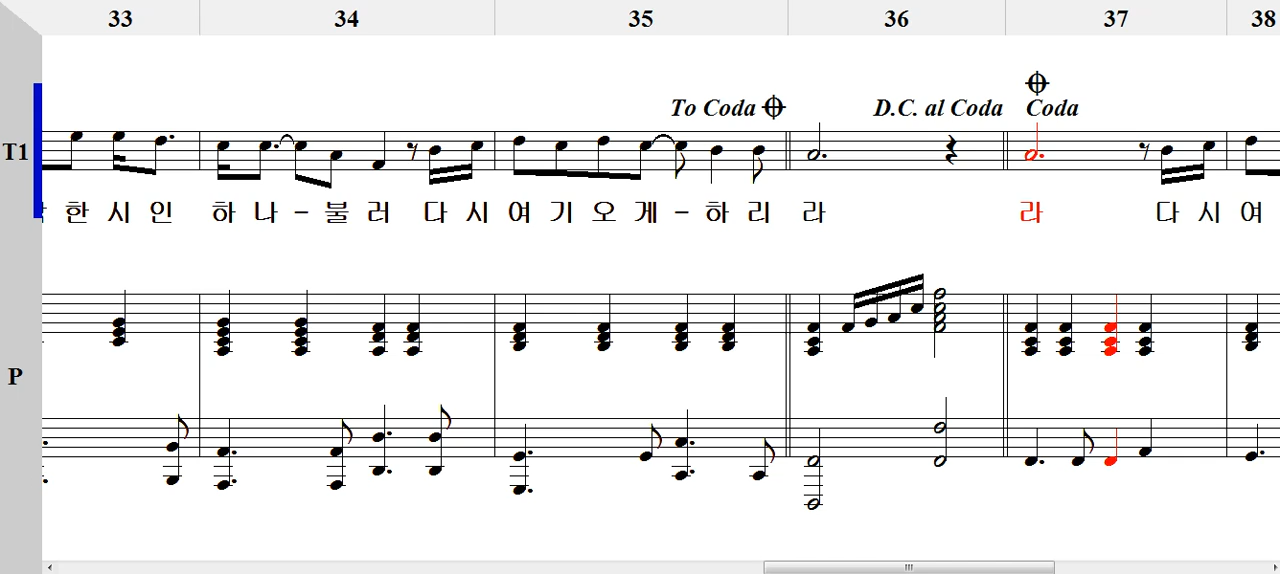 33 34 35 36 37 38
To Coda D.C. al Coda Coda
T1
한 시 인 하 나 - 불 러 다 시 여 기 오 게 - 하 리 라 라 다 시 여
P